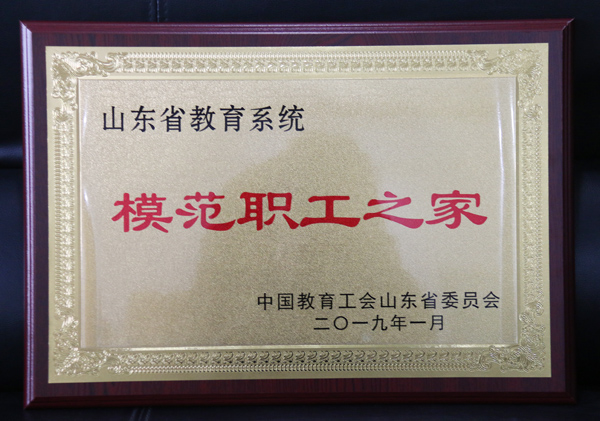 山东省教育系统
模范职工之家
中国教育工会山东省委员会
二〇一九年一月